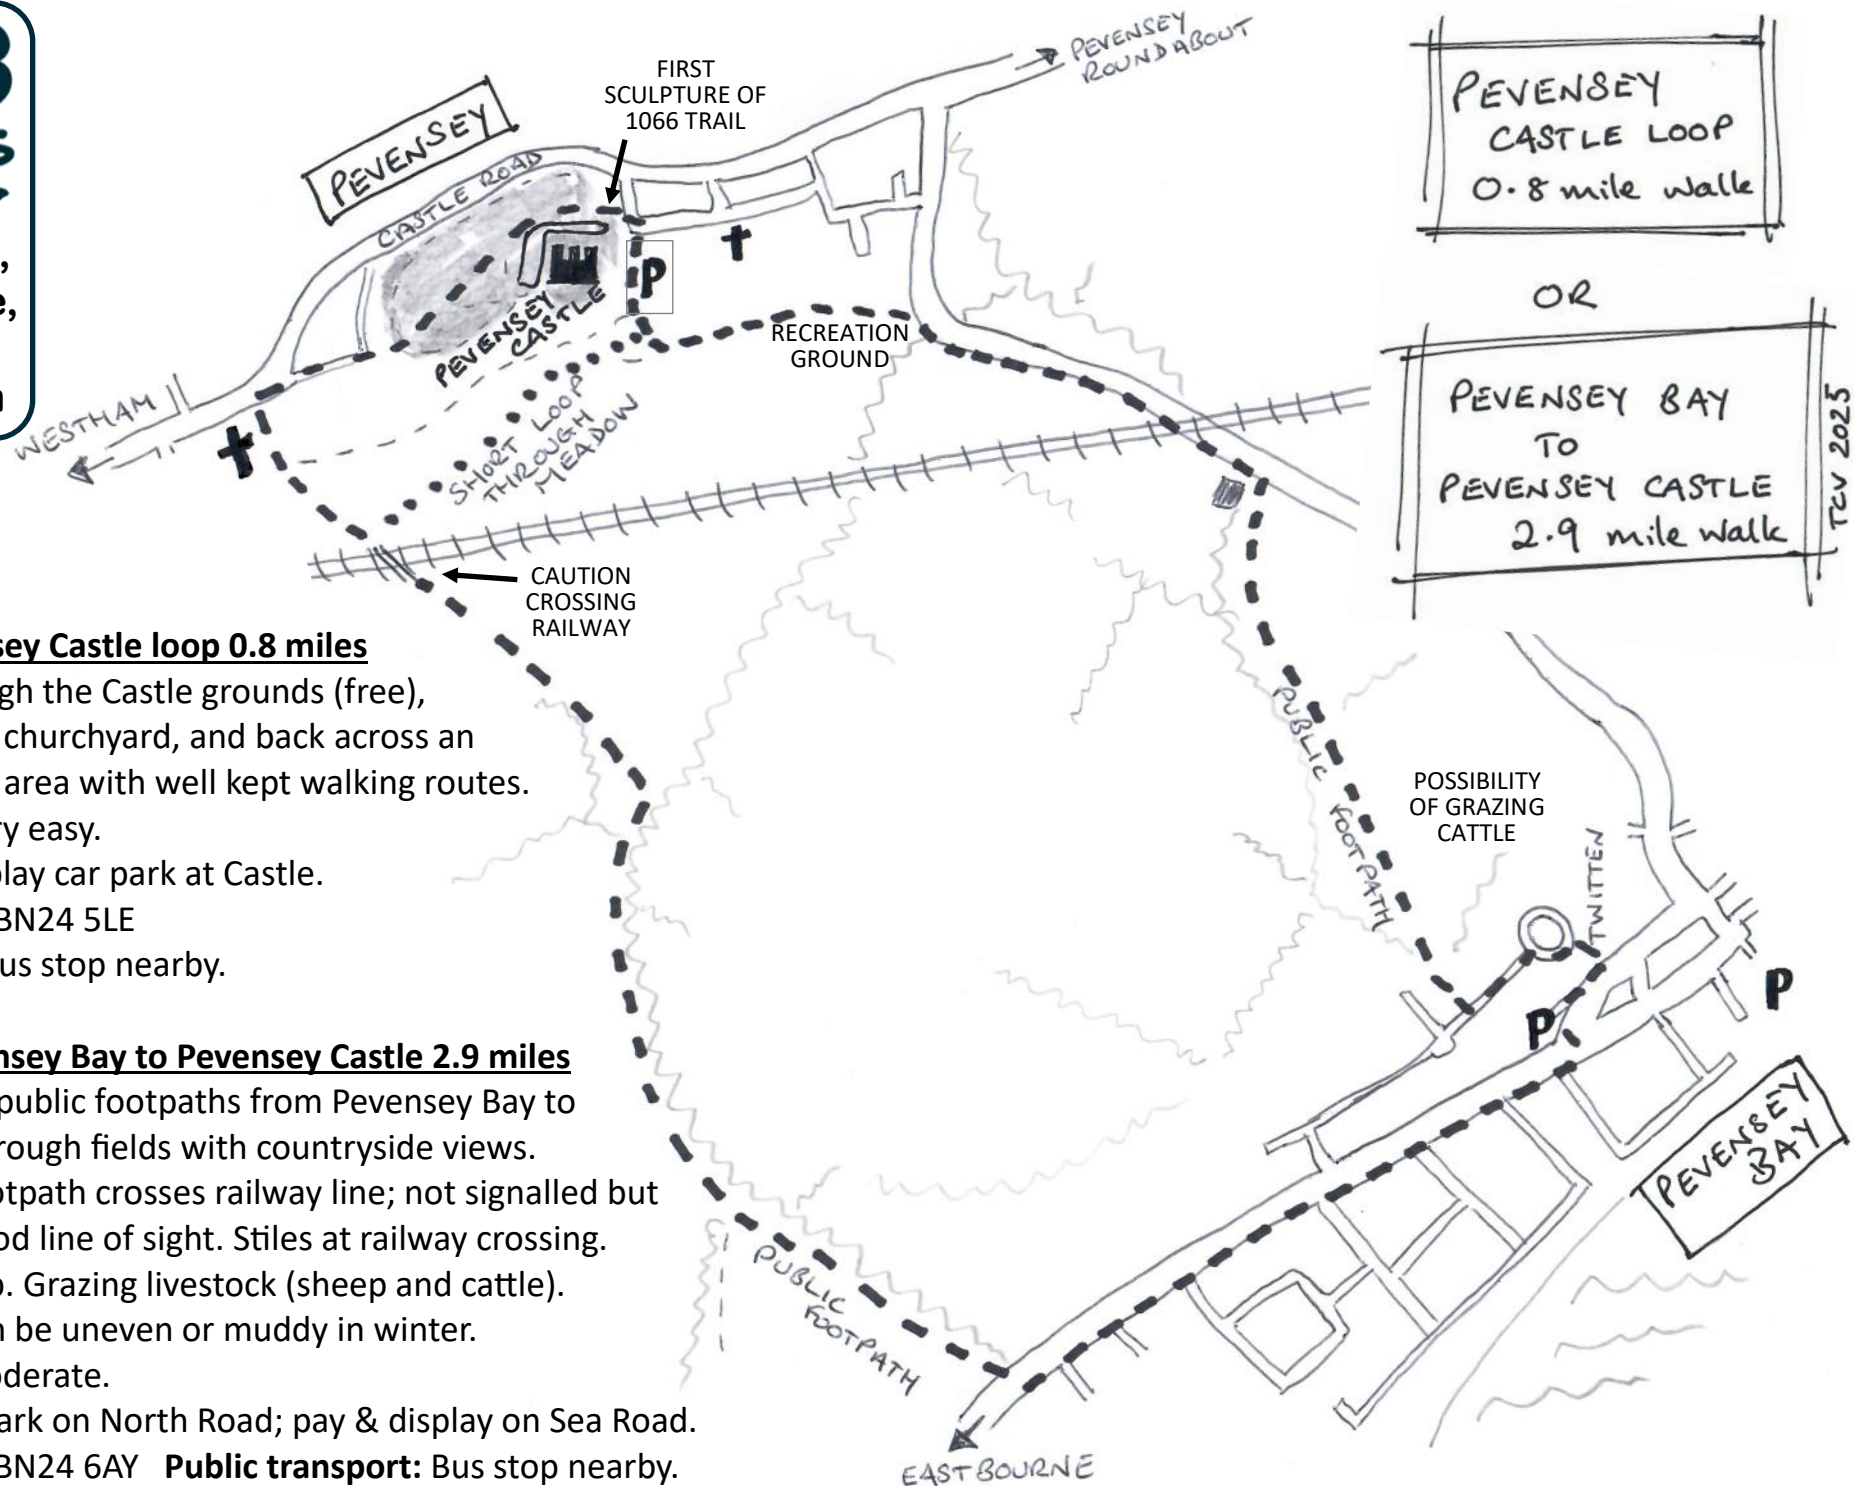 PEVENSEY
ROUNDABOUT
FIRST
SCULPTURE OF
1066 TRAIL
PEVENSEY
CASTLE LOOP
0.8 mile walk
OR
PEVENSEY BAY
TO
PEVENSEY CASTLE
2.9 mile walk
TCV 2025
PEVENSEY
CASTLE ROAD
P
PEVENSEY
CASTLE
RECREATION
GROUND
WESTHAM
SHORT LOOP
THROUGH
MEADOW
CAUTION
CROSSING
RAILWAY
PUBLIC
FOOTPATH
POSSIBILITY
OF GRAZING
CATTLE
TWITTEN
P
P
PEVENSEY
BAY
PUBLIC
FOOTPATH
EASTBOURNE
sey Castle loop 0.8 miles
gh the Castle grounds (free),
churchyard, and back across an
area with well kept walking routes.
ry easy.
play car park at Castle.
BN24 5LE
us stop nearby.
nsey Bay to Pevensey Castle 2.9 miles
public footpaths from Pevensey Bay to
rough fields with countryside views.
otpath crosses railway line; not signalled but
od line of sight. Stiles at railway crossing.
o. Grazing livestock (sheep and cattle).
n be uneven or muddy in winter.
oderate.
ark on North Road; pay & display on Sea Road.
BN24 6AY Public transport: Bus stop nearby.